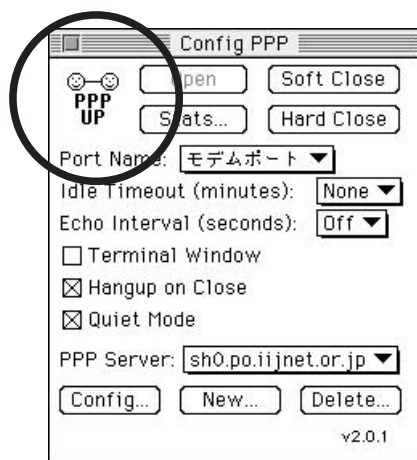 Config PPP
PPP
UP
Open
Soft Close
Stats...
Hard Close
Port Name: モデムポート
Idle Timeout (minutes): None
Echo Interval (seconds): Off
Terminal Window
Hangup on Close
Quiet Mode
PPP Server: sh0.po.iijnet.or.jp
Config...
New...
Delete...
v2.0.1